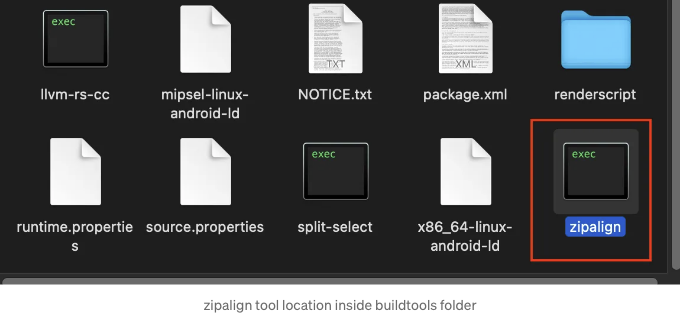 exec
TXT
XML
llvm-rs-cc
mipsel-linux-
android-ld
NOTICE.txt
package.xml
renderscript
exec
exec
runtime.propertie
s
source.properties
split-select
x86_64-linux-
android-ld
zipalign
zipalign tool location inside buildtools folder